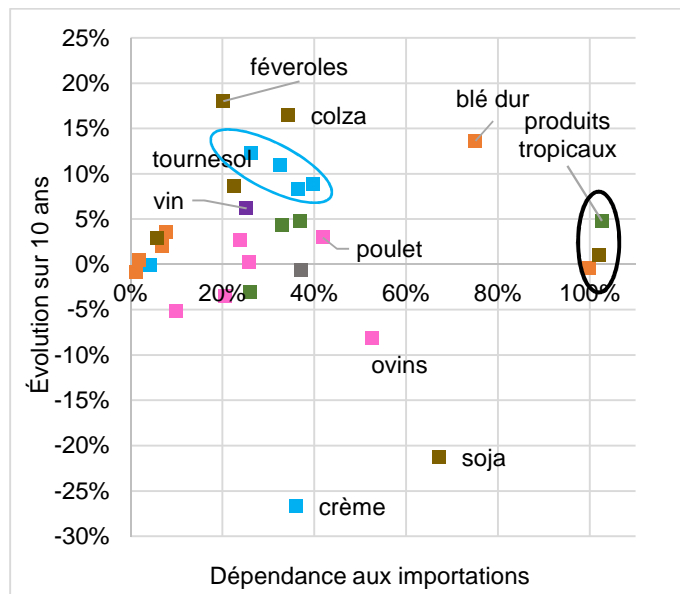 25%
20%
15%
10%
5%
0%
-5%
-10%
-15%
-20%
-25%
-30%
0%
20%
40%
60%
80%
100%
Évolution sur 10 ans
Dépendance aux importations
féveroles
colza
blé dur
produits
tropicaux
tournesol
vin
poulet
ovins
soja
crème